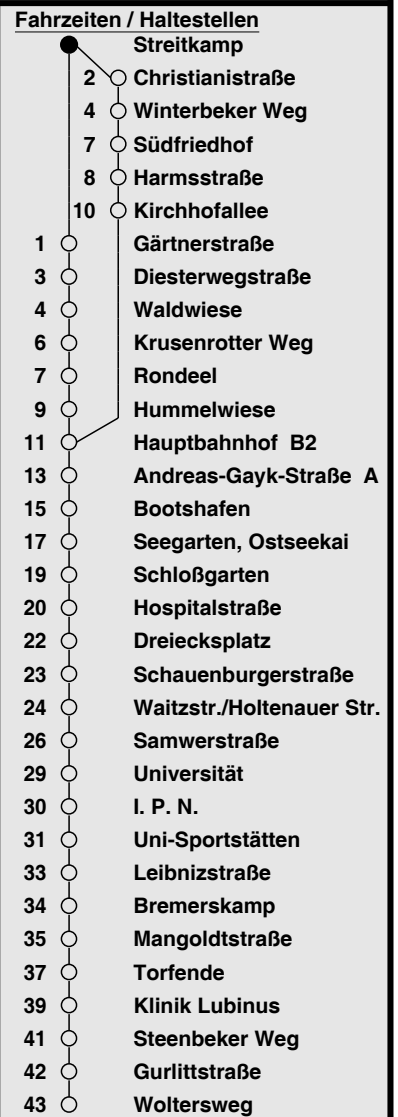 Fahrzeiten / Haltestellen
Streitkamp
2 Christianistraße
4 Winterbeker Weg
7 Südfriedhof
8 Harmsstraße
10 Kirchhofallee
1 Gärtnerstraße
3 Diesterwegstraße
4 Waldwiese
6 Krusenrotter Weg
7 Rondeel
9 Hummelwiese
11 Hauptbahnhof B2
13 Andreas-Gayk-Straße A
15 Bootshafen
17 Seegarten, Ostseekai
19 Schloßgarten
20 Hospitalstraße
22 Dreiecksplatz
23 Schauenburgerstraße
24 Waitzstr./Holtenauer Str.
26 Samwerstraße
29 Universität
30 I. P. N.
31 Uni-Sportstätten
33 Leibnizstraße
34 Bremerskamp
35 Mangoldtstraße
37 Torfende
39 Klinik Lubinus
41 Steenbeker Weg
42 Gurlittstraße
43 Woltersweg